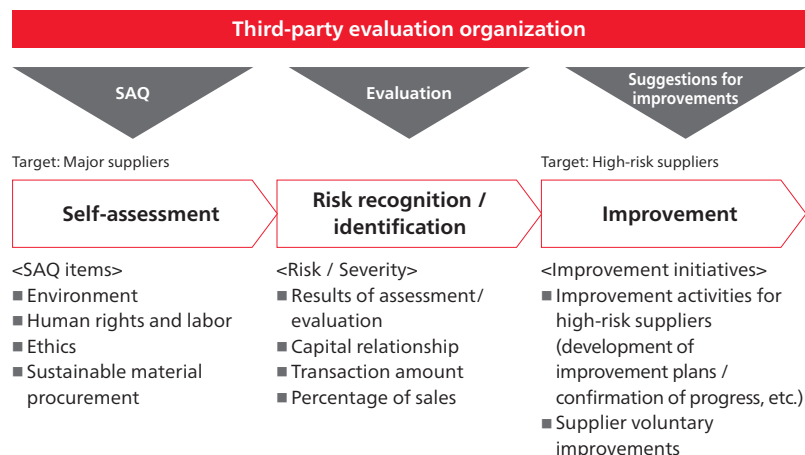 Third-party evaluation organization
SAQ
Evaluation
Suggestions for
improvements
Target: Major suppliers
Target: High-risk suppliers
Self-assessment
Risk recognition /
identification
Improvement
<SAQ items>
■ Environment
■ Human rights and labor
■ Ethics
■ Sustainable material
procurement
<Risk / Severity>
■ Results of assessment/
evaluation
■ Capital relationship
■ Transaction amount
■ Percentage of sales
<Improvement initiatives>
■ Improvement activities for
high-risk suppliers
(development of
improvement plans /
confirmation of progress, etc.)
■ Supplier voluntary
improvements